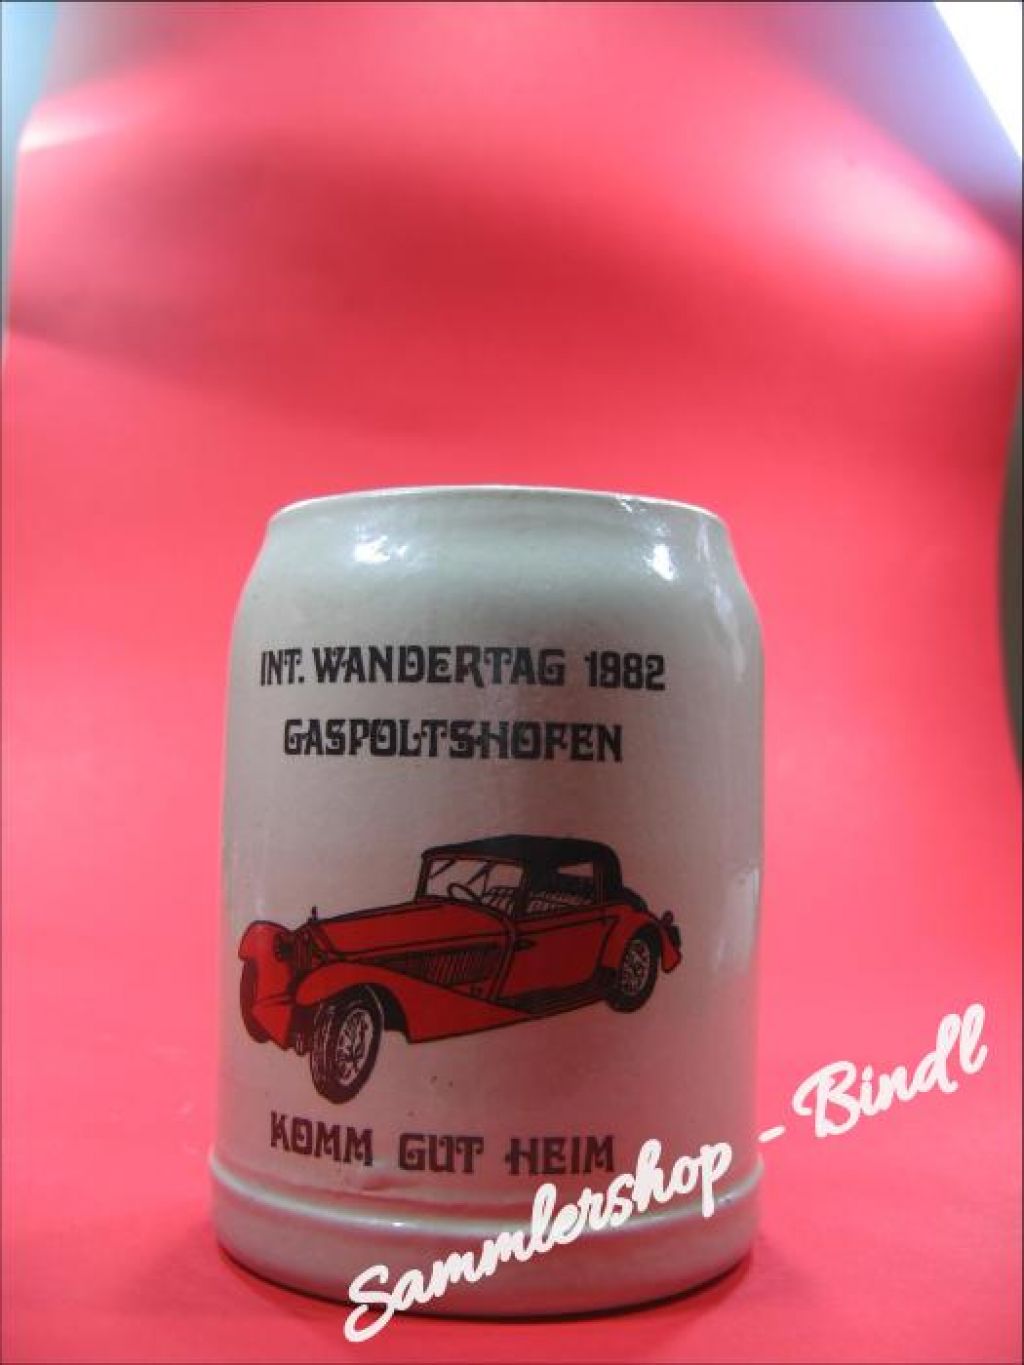 INT. WANDERTAG 1982
GASPOLTSHOFEN
KOMM GUT HEIM
Sammlershop - Bindl